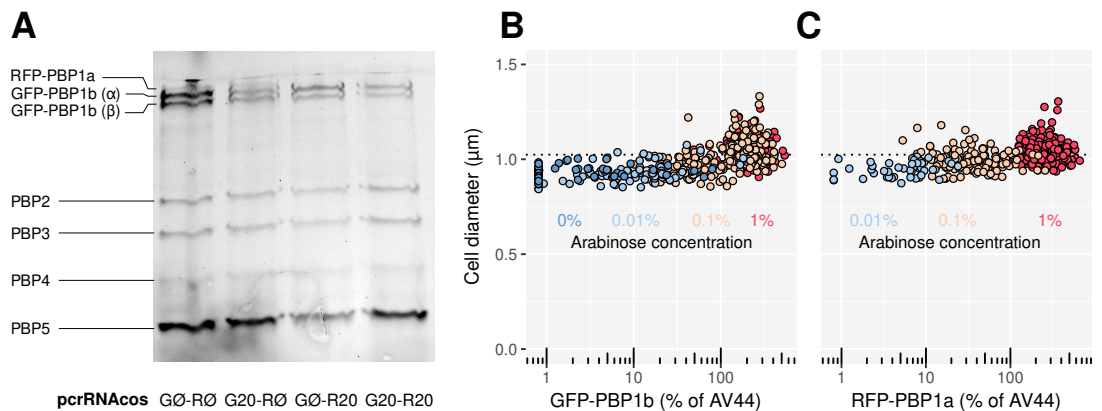 A
RFP-PBP1a
GFP-PBP1b (α)
GFP-PBP1b (β)
PBP2
PBP3
PBP4
PBP5
pcrRNAcos GØ-RØ G20-RØ GØ-R20 G20-R20
B
Cell diameter (µm)
1.5
1.0
0.5
0.0
0% 0.01% 0.1% 1%
Arabinose concentration
1 10 100
GFP-PBP1b (% of AV44)
C
0.01% 0.1% 1%
Arabinose concentration
1 10 100
RFP-PBP1a (% of AV44)